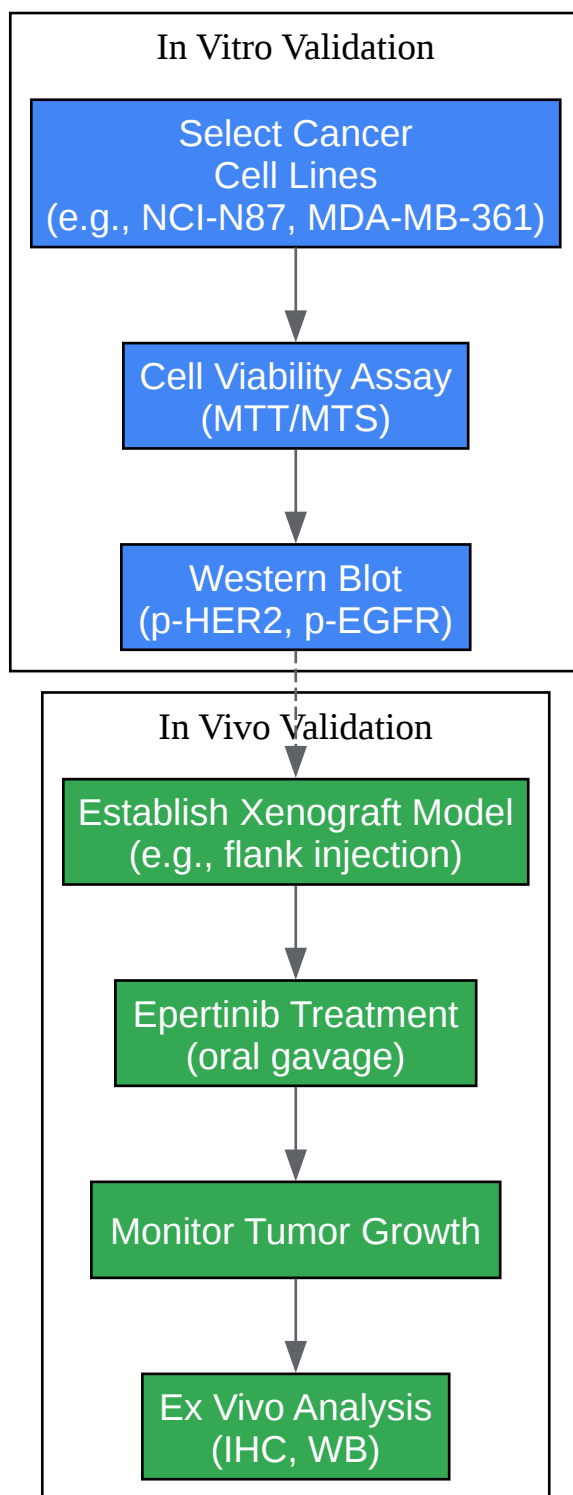 In Vitro Validation
Select Cancer
Cell Lines
(e.g., NCI-N87, MDA-MB-361)
Cell Viability Assay
(MTT/MTS)
Western Blot
(p-HER2, p-EGFR)
In Vivo Validation
Establish Xenograft Model
(e.g., flank injection)
Epertinib Treatment
(oral gavage)
Monitor Tumor Growth
Ex Vivo Analysis
(IHC, WB)